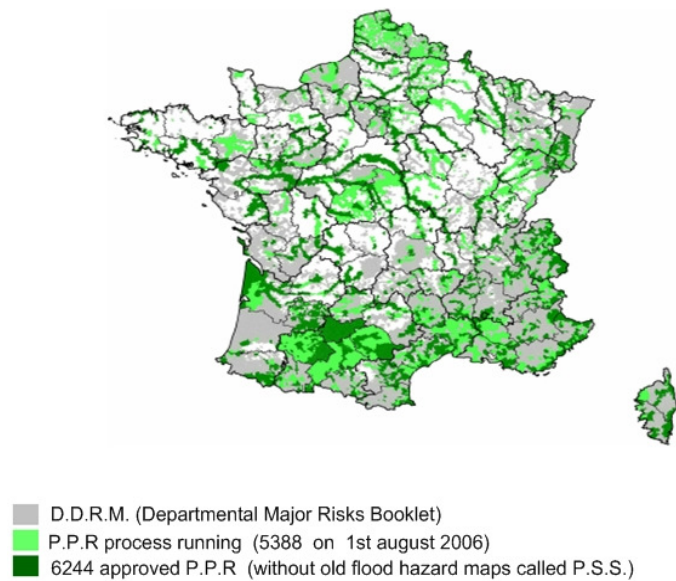 D.D.R.M. (Departmental Major Risks Booklet)
P.P.R process running (5388 on 1st august 2006)
6244 approved P.P.R (without old flood hazard maps called P.S.S.)